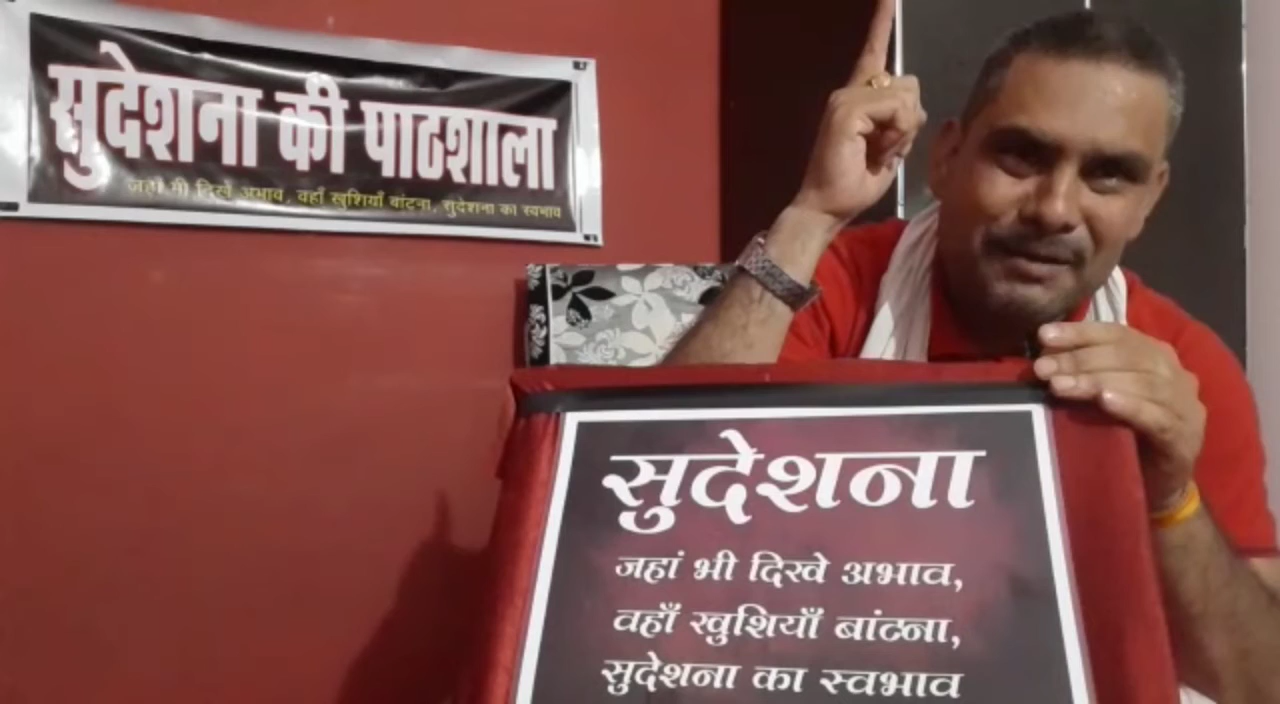 सुदेशना की पाठशाला
जहाँ भी दिखे अभाव, वहाँ खुशियाँ बांटना, सुदेशना का स्वभाव
सुदेशना
जहां भी दिखे अभाव,
वहाँ खुशियाँ बांटना,
सुदेशना का स्वभाव